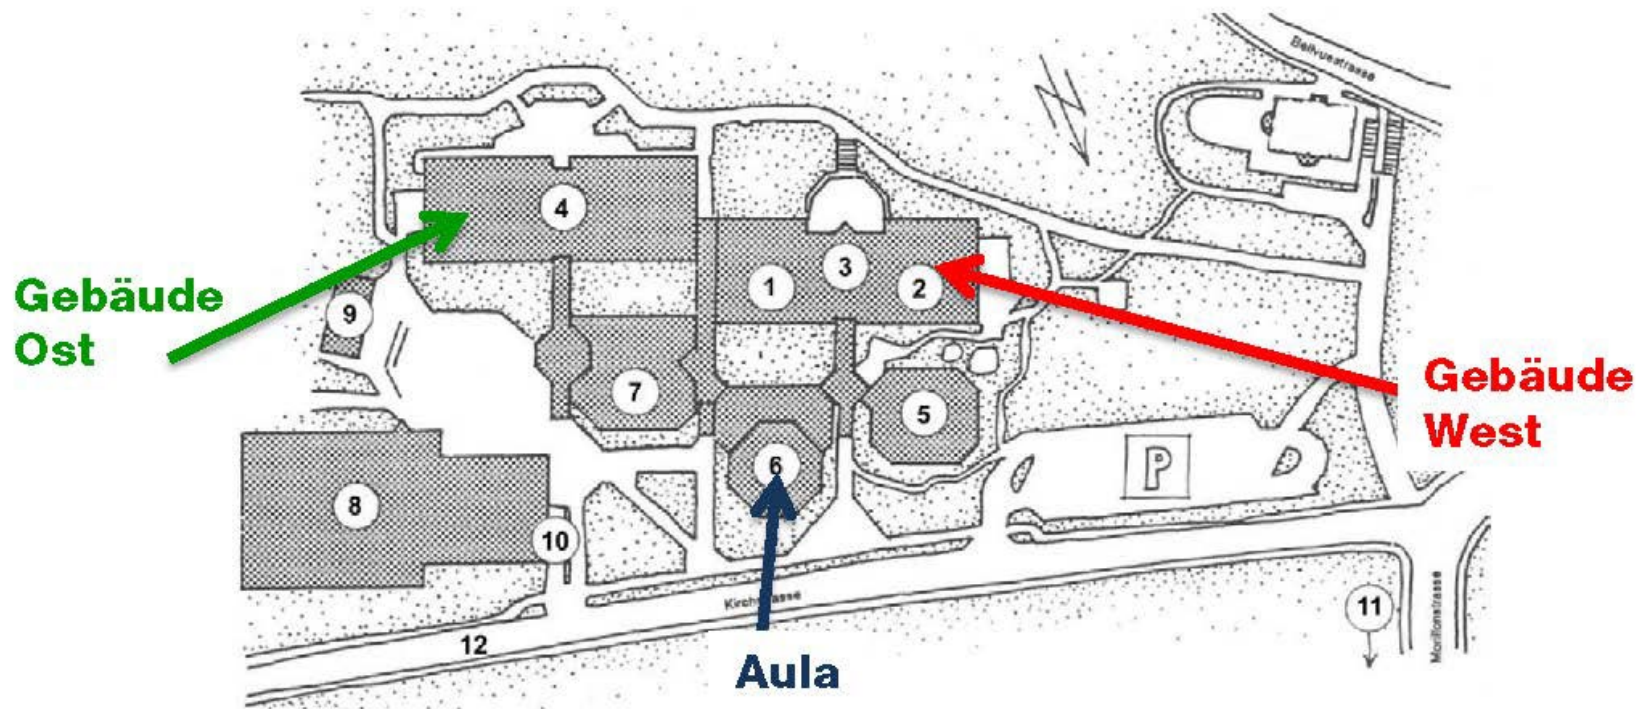 Bellvuestrasse
4
3
1
2
Gebäude
Ost
9
7
5
Gebäude
West
6
P
8
10
Kirchstrasse
11
Morillonstrasse
12
Aula